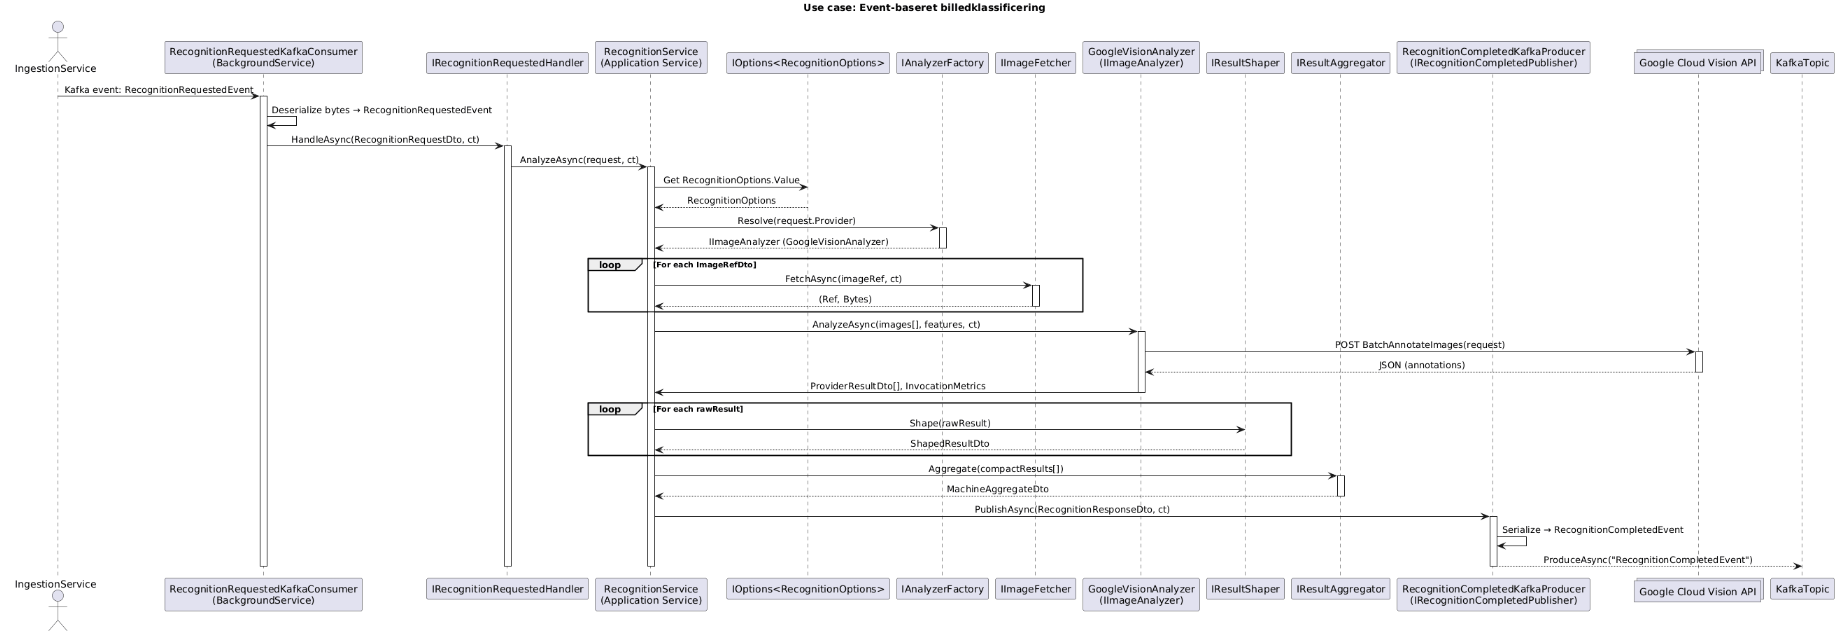 Use case: Event-baseret billedklassificering
IngestionService
RecognitionRequestedKafkaConsumer
(BackgroundService)
IRecognitionRequestedHandler
RecognitionService
(Application Service)
IOptions<RecognitionOptions>
IAnalyzerFactory
IImageFetcher
GoogleVisionAnalyzer
(IImageAnalyzer)
IResultShaper
IResultAggregator
RecognitionCompletedKafkaProducer
(IRecognitionCompletedPublisher)
Google Cloud Vision API
KafkaTopic
Kafka event: RecognitionRequestedEvent
Deserialize bytes → RecognitionRequestedEvent
HandleAsync(RecognitionRequestDto, ct)
AnalyzeAsync(request, ct)
Get RecognitionOptions.Value
RecognitionOptions
Resolve(request.Provider)
IImageAnalyzer (GoogleVisionAnalyzer)
loop [For each ImageRefDto]
FetchAsync(imageRef, ct)
(Ref, Bytes)
AnalyzeAsync(images[], features, ct)
POST BatchAnnotateImages(request)
JSON (annotations)
ProviderResultDto[], InvocationMetrics
loop [For each rawResult]
Shape(rawResult)
ShapedResultDto
Aggregate(compactResults[])
MachineAggregateDto
PublishAsync(RecognitionResponseDto, ct)
Serialize → RecognitionCompletedEvent
ProduceAsync("RecognitionCompletedEvent")
IngestionService
RecognitionRequestedKafkaConsumer
(BackgroundService)
IRecognitionRequestedHandler
RecognitionService
(Application Service)
IOptions<RecognitionOptions>
IAnalyzerFactory
IImageFetcher
GoogleVisionAnalyzer
(IImageAnalyzer)
IResultShaper
IResultAggregator
RecognitionCompletedKafkaProducer
(IRecognitionCompletedPublisher)
Google Cloud Vision API
KafkaTopic